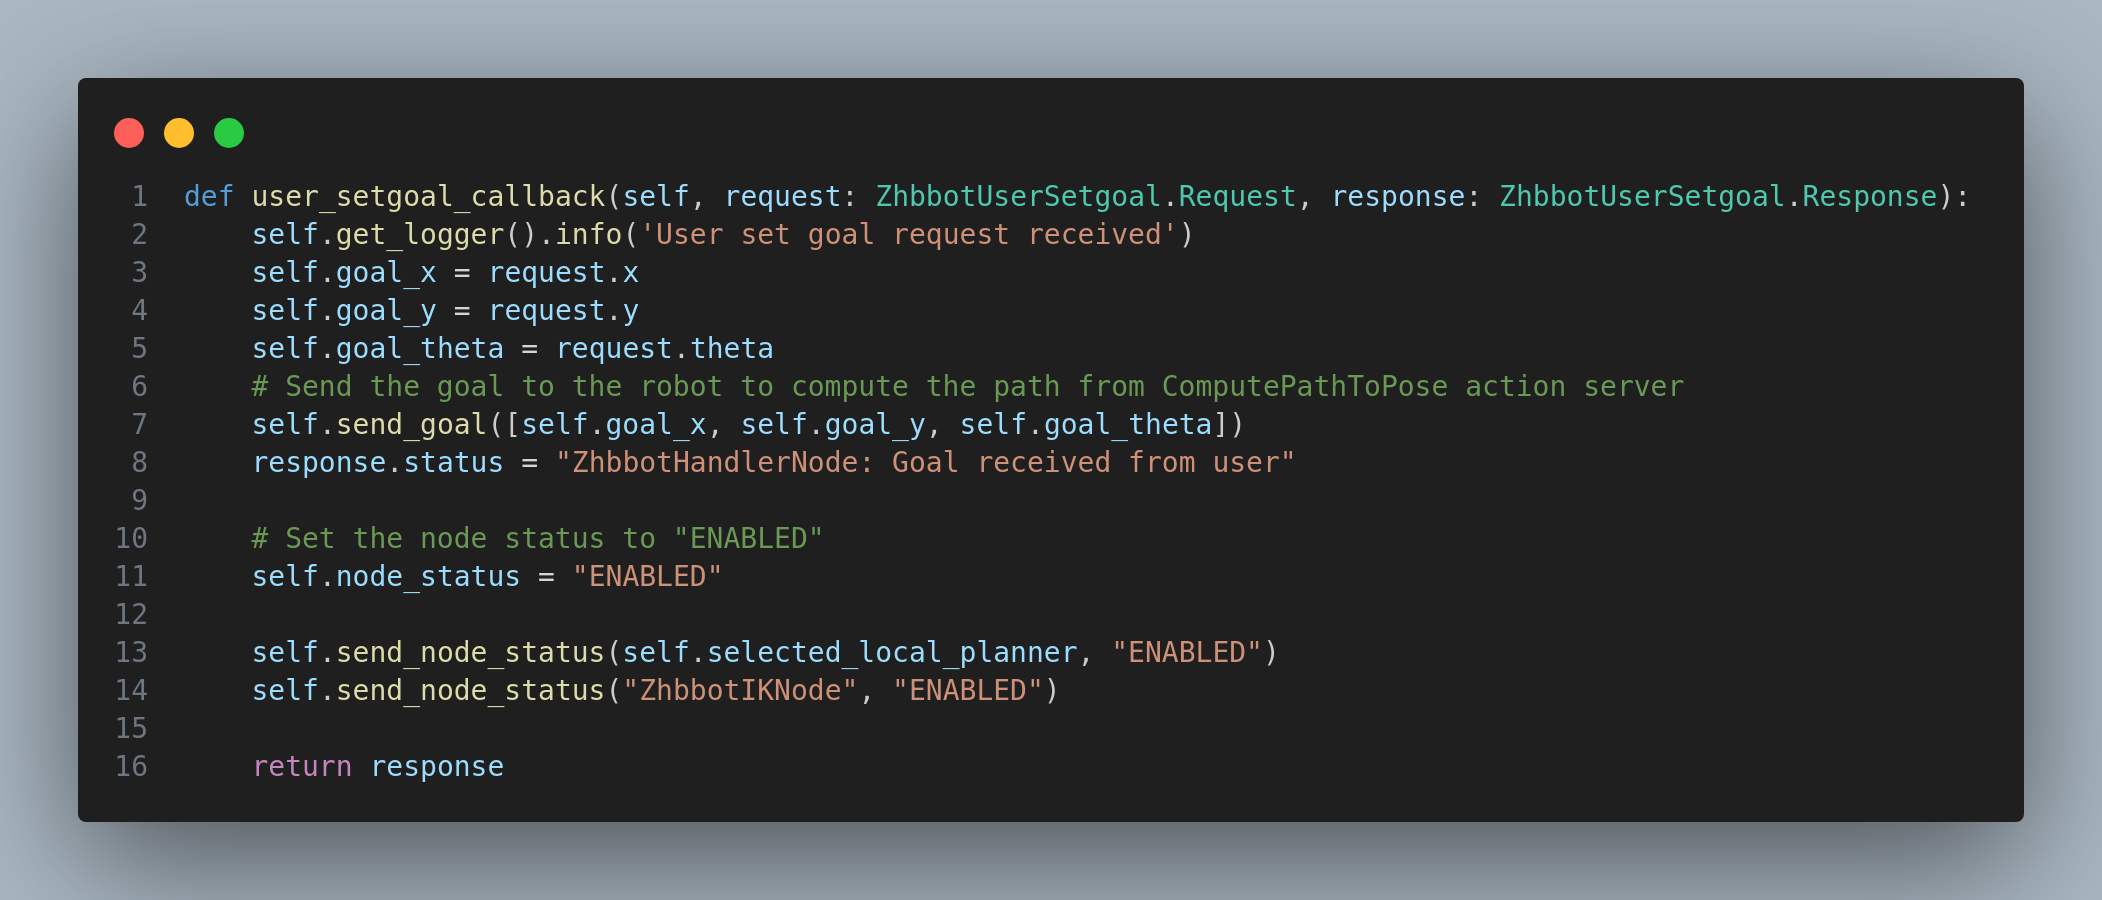 1 def user_setgoal_callback(self, request: ZhbbotUserSetgoal.Request, response: ZhbbotUserSetgoal.Response):
2     self.get_logger().info('User set goal request received')
3     self.goal_x = request.x
4     self.goal_y = request.y
5     self.goal_theta = request.theta
6     # Send the goal to the robot to compute the path from ComputePathToPose action server
7     self.send_goal([self.goal_x, self.goal_y, self.goal_theta])
8     response.status = "ZhbbotHandlerNode: Goal received from user"
9
10     # Set the node status to "ENABLED"
11     self.node_status = "ENABLED"
12
13     self.send_node_status(self.selected_local_planner, "ENABLED")
14     self.send_node_status("ZhbbotIKNode", "ENABLED")
15
16     return response